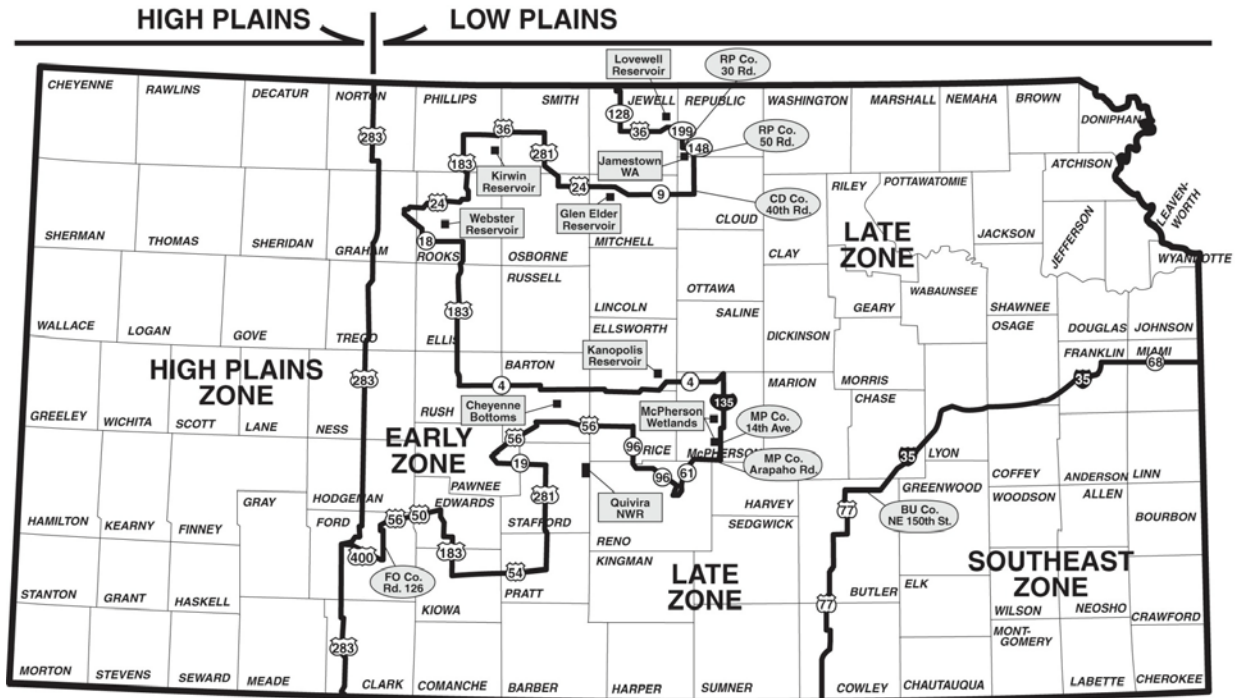 HIGH PLAINS
LOW PLAINS
Lovewell
Reservoir
RP Co.
30 Rd.
CHEYENNE
RAWLINS
DECATUR
NORTON
PHILLIPS
SMITH
JEWELL
REPUBLIC
WASHINGTON
MARSHALL
NEMAHA
BROWN
DONIPHAN
128
36
199
283
36
RP Co.
50 Rd.
148
281
183
Jamestown
WA
ATCHISON
Kirwin
Reservoir
24
9
RILEY
POTTAWATOMIE
LEAVEN-
WORTH
24
Webster
Reservoir
Glen Elder
Reservoir
CD Co.
40th Rd.
CLOUD
JACKSON
JEFFERSON
SHERMAN
THOMAS
SHERIDAN
GRAHAM
18
ROOKS
OSBORNE
MITCHELL
CLAY
LATE
ZONE
WYANDOTTE
RUSSELL
OTTAWA
WABAUNSEE
LINCOLN
SALINE
GEARY
SHAWNEE
183
WALLACE
LOGAN
GOVE
TREGO
ELLIS
ELLSWORTH
DICKINSON
OSAGE
DOUGLAS
JOHNSON
HIGH PLAINS
ZONE
BARTON
Kanopolis
Reservoir
FRANKLIN
MIAMI
68
283
4
4
MARION
MORRIS
35
GREELEY
WICHITA
SCOTT
LANE
NESS
RUSH
Cheyenne
Bottoms
McPherson
Wetlands
135
MP Co.
14th Ave.
CHASE
EARLY
ZONE
56
56
96
RICE
McPHERSON
35
LYON
19
96
61
MP Co.
Arapaho Rd.
COFFEY
ANDERSON
LINN
PAWNEE
GRAY
HODGEMAN
EDWARDS
281
Quivira
NWR
HARVEY
GREENWOOD
WOODSON
ALLEN
HAMILTON
KEARNY
FINNEY
FORD
56
50
STAFFORD
SEDGWICK
77
BU Co.
NE 150th St.
BOURBON
RENO
400
183
54
KINGMAN
LATE
ZONE
SOUTHEAST
ZONE
FO Co.
Rd. 126
STANTON
GRANT
HASKELL
KIOWA
PRATT
77
BUTLER
ELK
WILSON
NEOSHO
CRAWFORD
MONT-
GOMERY
283
MORTON
STEVENS
SEWARD
MEADE
CLARK
COMANCHE
BARBER
HARPER
SUMNER
COWLEY
CHAUTAUQUA
LABETTE
CHEROKEE